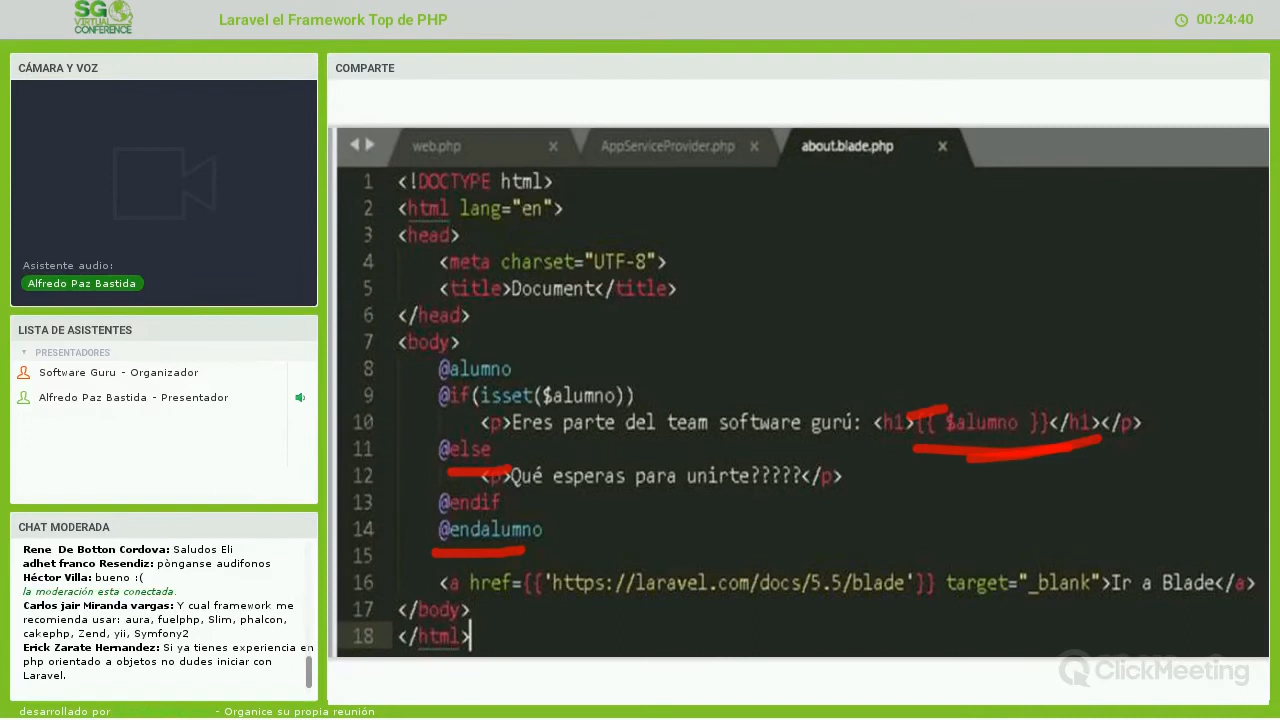 SG
VIRTUAL
CONFERENCE
Laravel el Framework Top de PHP
00:24:40
CÁMARA Y VOZ
Asistente audio:
Alfredo Paz Bastida
LISTA DE ASISTENTES
PRESENTADORES
Software Guru - Organizador
Alfredo Paz Bastida - Presentador
CHAT MODERADA
Rene De Botton Cordova: Saludos Eli
adhet franco Resendiz: pònganse audifonos
Héctor Villa: bueno :(
la moderación esta conectada.
Carlos jair Miranda vargas: Y cual framework me
recomienda usar: aura, fuelphp, Slim, phalcon,
cakephp, Zend, yii, Symfony2
Erick Zarate Hernandez: Si ya tienes experiencia en
php orientado a objetos no dudes iniciar con
Laravel.
COMPARTE
web.php
AppServiceProvider.php
about.blade.php
1 <!DOCTYPE html>
2 <html lang="en">
3 <head>
4 <meta charset="UTF-8">
5 <title>Document</title>
6 </head>
7 <body>
8 @alumno
9 @if(isset($alumno))
10 <p>Eres parte del team software gurú: <h1>{{ $alumno }}</h1></p>
11 @else
12 <p>Qué esperas para unirte?????</p>
13 @endif
14 @endalumno
15
16 <a href={{'https://laravel.com/docs/5.5/blade'}} target="_blank">Ir a Blade</a>
17 </body>
18 </html>
ClickMeeting
desarrollado por - Organice su propia reunión